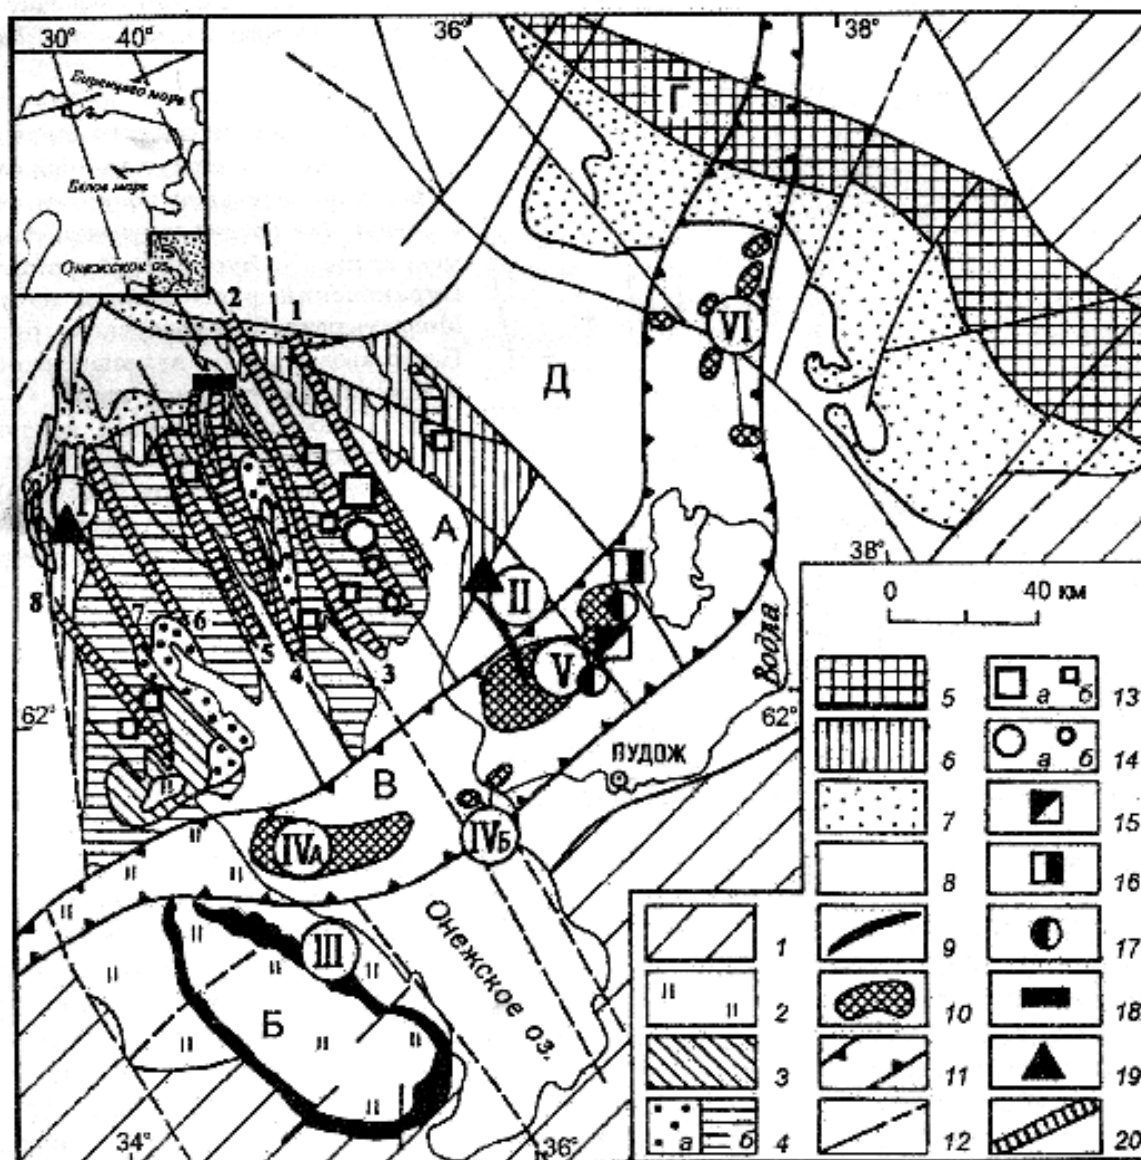 30° 40°
36°
38°
Баренцево море
Белое море
Онежское оз.
Г
2
1
VI
Д
I
А
II
38°
0 40 км
8
7
6
5
4
3
V
Водла
62°
62°
ПУДОЖ
В
IVА
IVБ
III
Онежское оз.
Б
34°
36°
5
6
7
8
9
10
11
12
а б 13
а б 14
15
16
17
18
19
20
1
2
3
а б 4